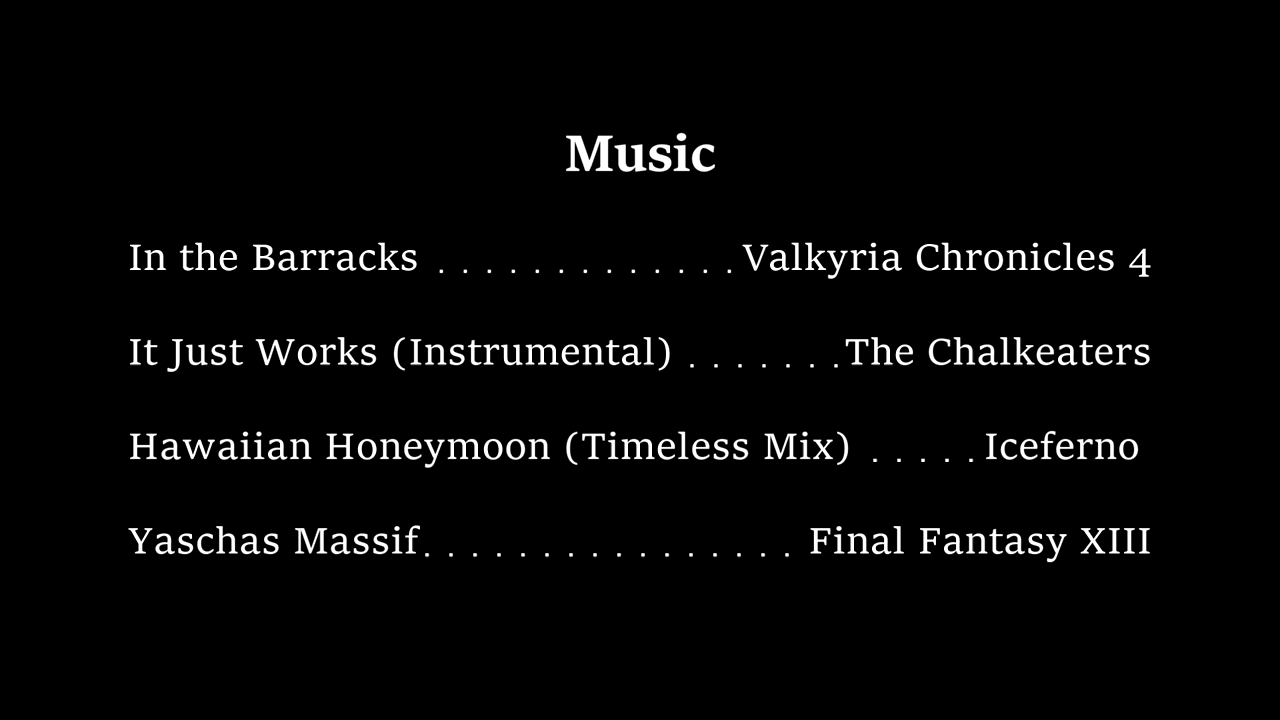 Music
In the Barracks . . . . . . . . . . . . . Valkyria Chronicles 4
It Just Works (Instrumental) . . . . . . . The Chalkeaters
Hawaiian Honeymoon (Timeless Mix) . . . . . Iceferno
Yaschas Massif . . . . . . . . . . . . . . . . Final Fantasy XIII